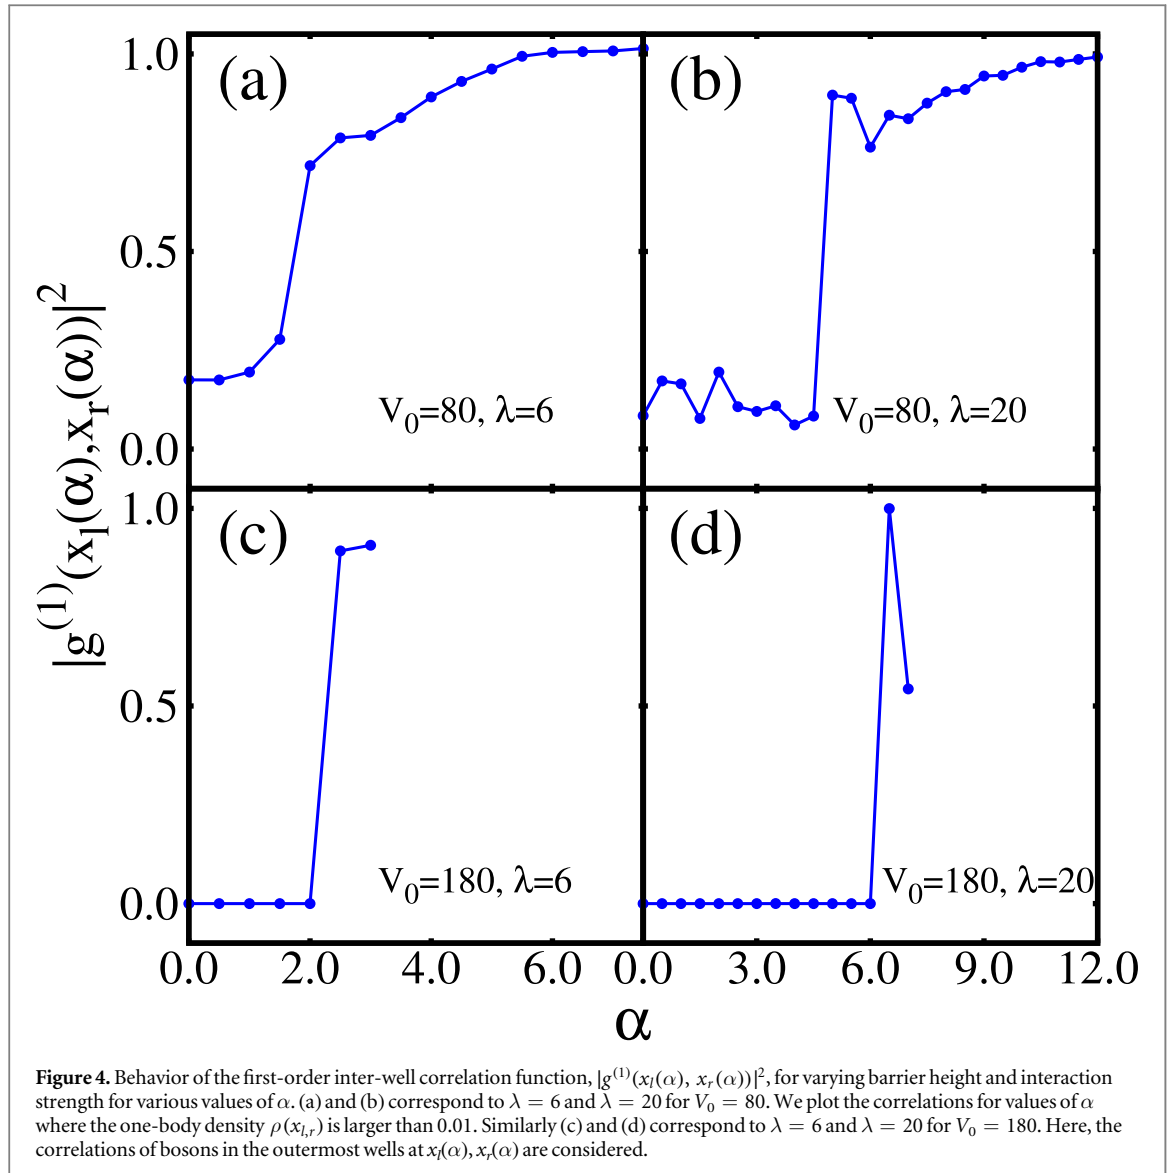 (a)
(b)
1.0
0.5
0.0
V₀=80, λ=6
V₀=80, λ=20
|g⁽¹⁾(xₗ(α),xᵣ(α))|²
(c)
(d)
1.0
0.5
0.0
V₀=180, λ=6
V₀=180, λ=20
0.0 2.0 4.0 6.0 0.0 3.0 6.0 9.0 12.0
α
Figure 4. Behavior of the first-order inter-well correlation function, |g⁽¹⁾(xₗ(α), xᵣ(α))|², for varying barrier height and interaction
strength for various values of α. (a) and (b) correspond to λ = 6 and λ = 20 for V₀ = 80. We plot the correlations for values of α
where the one-body density ρ(xₗ,ᵣ) is larger than 0.01. Similarly (c) and (d) correspond to λ = 6 and λ = 20 for V₀ = 180. Here, the
correlations of bosons in the outermost wells at xₗ(α), xᵣ(α) are considered.